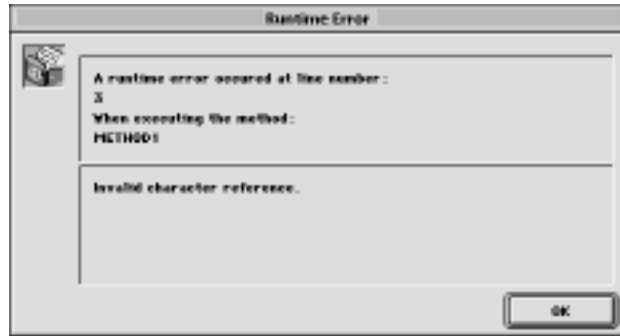 Runtime Error
A runtime error occured at line number:
3
When executing the method:
METHOD1
Invalid character reference.
OK